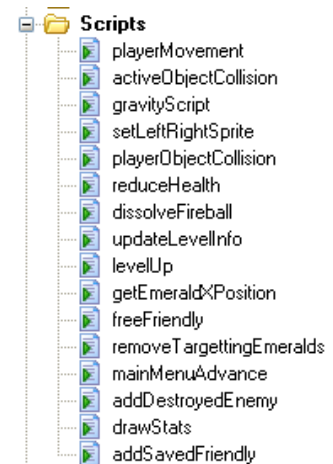 Scripts
playerMovement
activeObjectCollision
gravityScript
setLeftRightSprite
playerObjectCollision
reduceHealth
dissolveFireball
updateLevelInfo
levelUp
getEmeraldXPosition
freeFriendly
removeTargettingEmeralds
mainMenuAdvance
addDestroyedEnemy
drawStats
addSavedFriendly